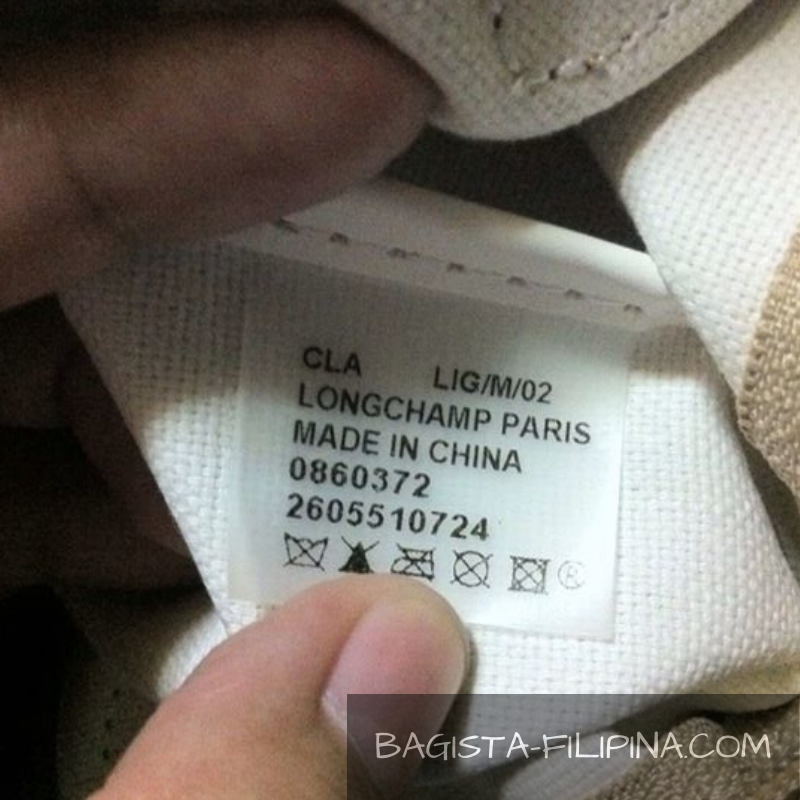 CLA LIG/M/02
LONGCHAMP PARIS
MADE IN CHINA
0860372
2605510724
®
BAGISTA-FILIPINA.COM